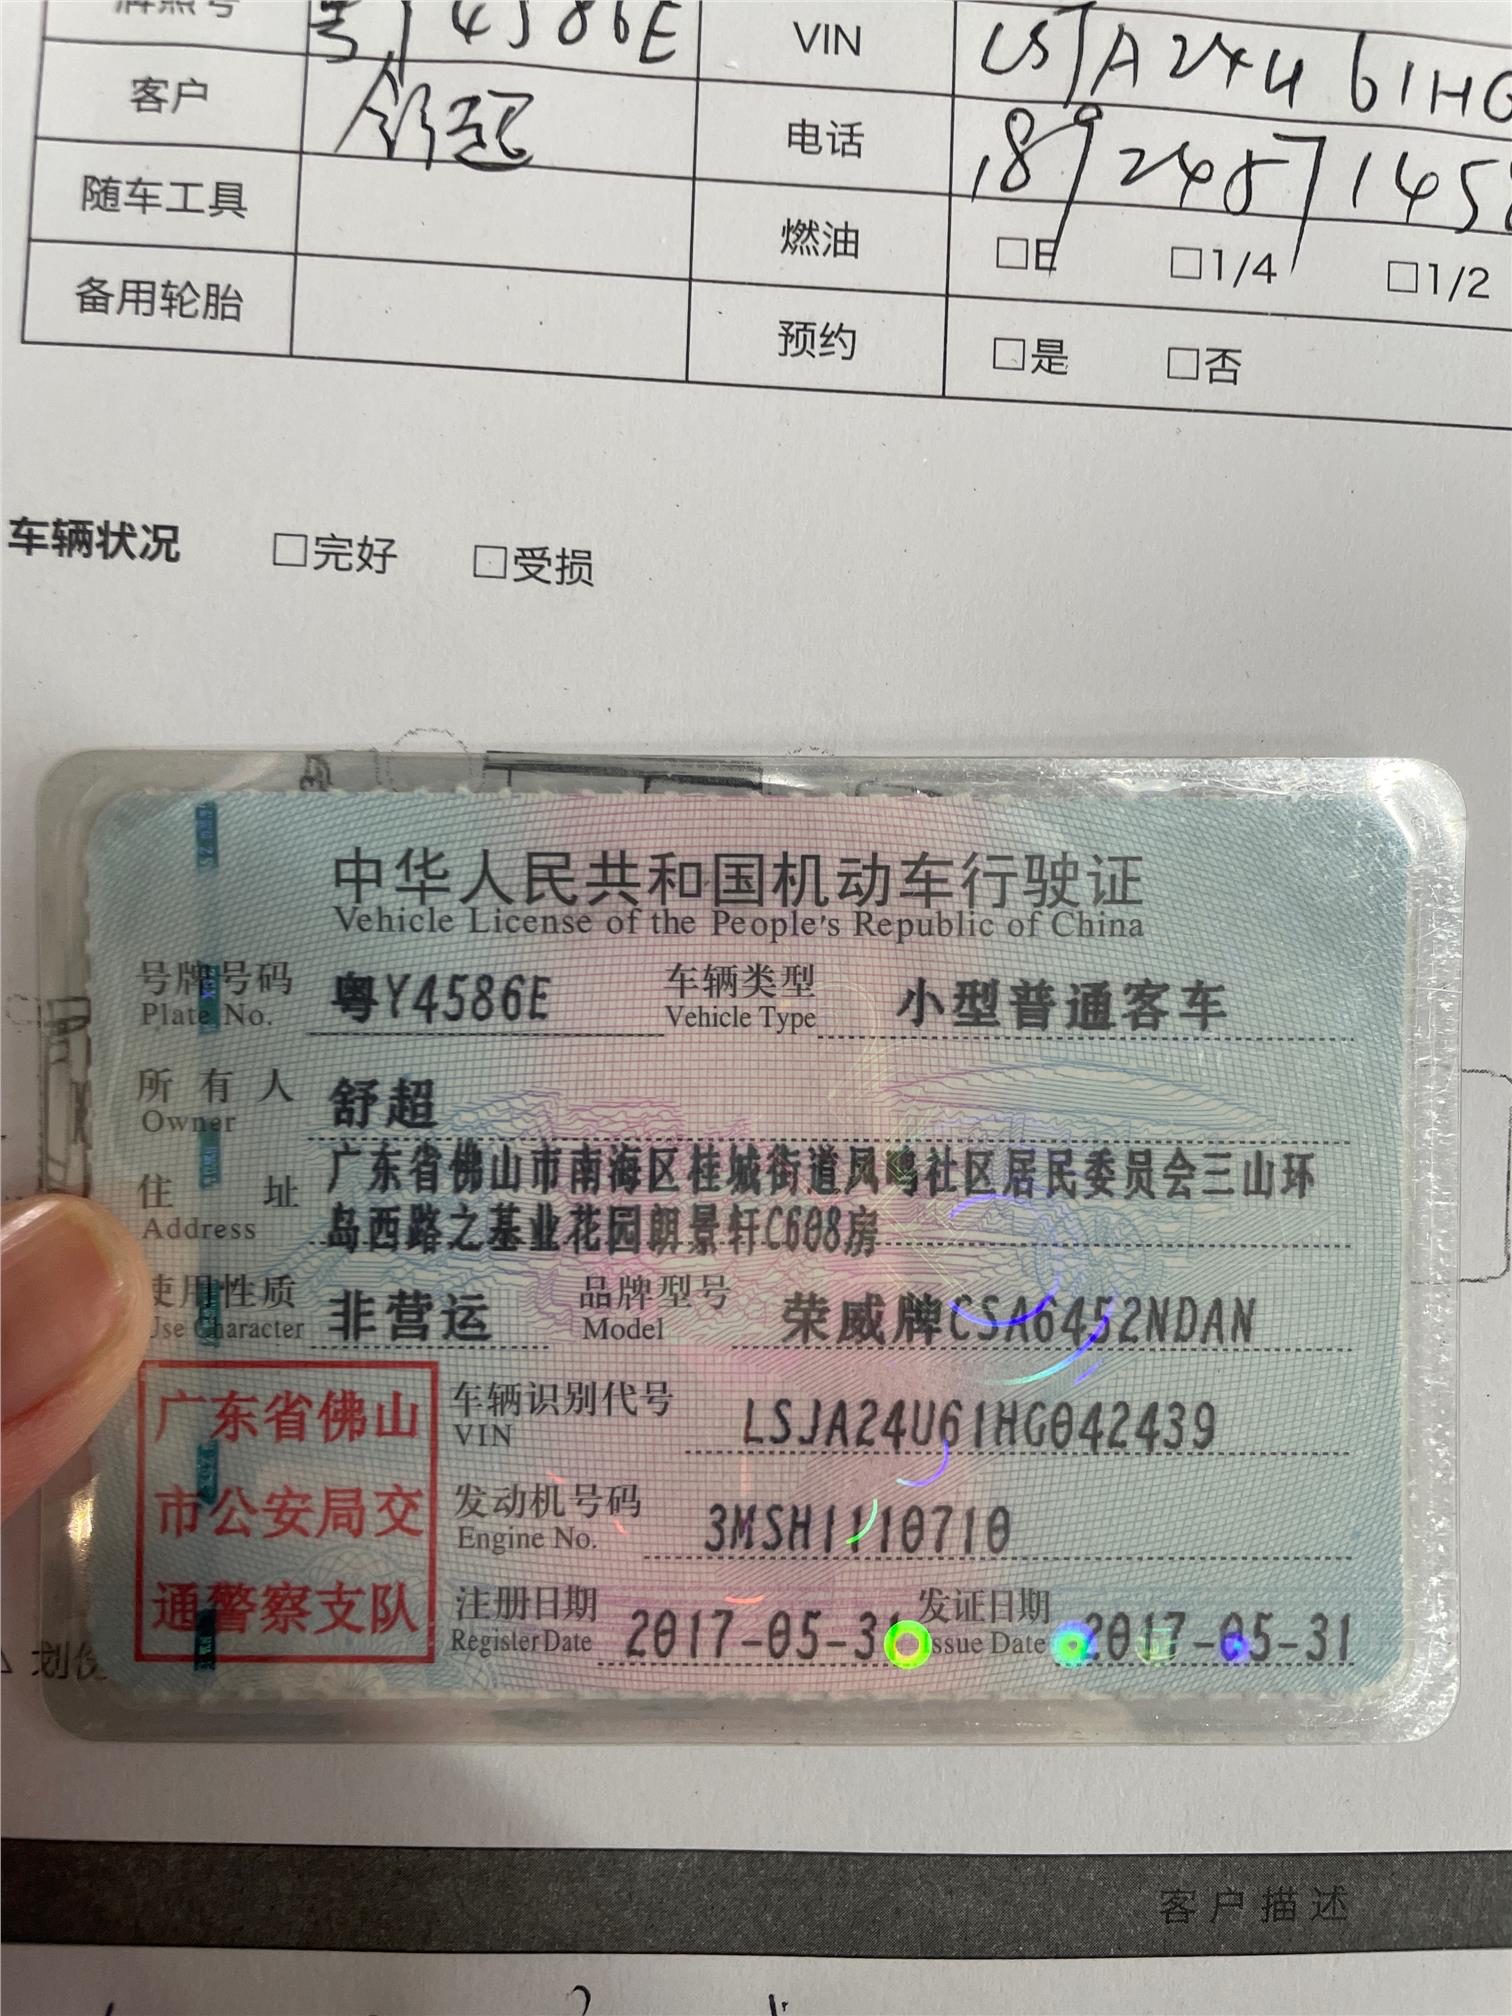 牌照号 4586E VIN LSJA24U61HG
客户 舒超 电话
随车工具 燃油 □E □1/4 □1/2
备用轮胎 预约 □是 □否
车辆状况 □完好 □受损
中华人民共和国机动车行驶证
Vehicle License of the People's Republic of China
号牌号码 粤Y4586E 车辆类型 小型普通客车
Plate No. Vehicle Type
所有人 舒超
Owner
住址 广东省佛山市南海区桂城街道凤鸣社区居民委员会三山环
Address 岛西路之基业花园朗景轩C608房
使用性质 非营运 品牌型号 荣威牌CSA6452NDAN
Use Character Model
广东省佛山
市公安局交
通警察支队
车辆识别代号 LSJA24U61HG042439
VIN
发动机号码 3MSH1110710
Engine No.
注册日期 2017-05-31 发证日期 2017-05-31
Register Date Issue Date
客户描述